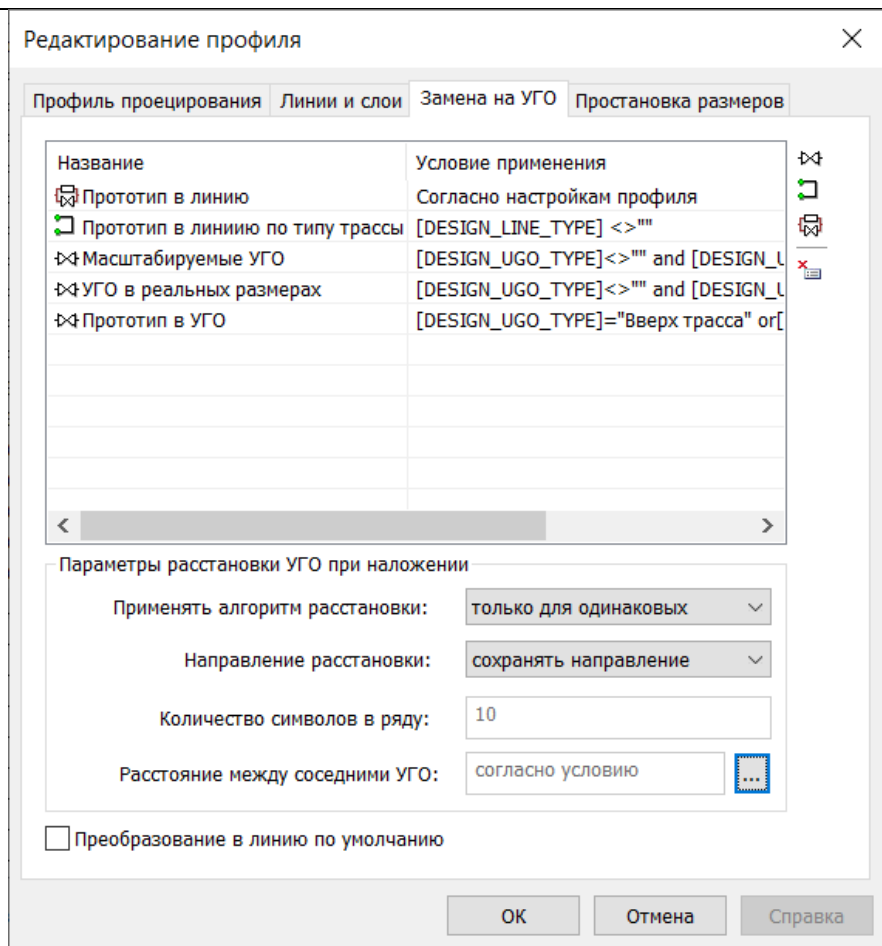 Редактирование профиля
Профиль проецирования Линии и слои Замена на УГО Простановка размеров
Название Условие применения
Прототип в линию Согласно настройкам профиля
Прототип в линиию по типу трассы [DESIGN_LINE_TYPE] <>""
Масштабируемые УГО [DESIGN_UGO_TYPE]<>"" and [DESIGN_U
УГО в реальных размерах [DESIGN_UGO_TYPE]<>"" and [DESIGN_U
Прототип в УГО [DESIGN_UGO_TYPE]="Вверх трасса" or[
Параметры расстановки УГО при наложении
Применять алгоритм расстановки: только для одинаковых
Направление расстановки: сохранять направление
Количество символов в ряду: 10
Расстояние между соседними УГО: согласно условию ...
Преобразование в линию по умолчанию
ОК Отмена Справка